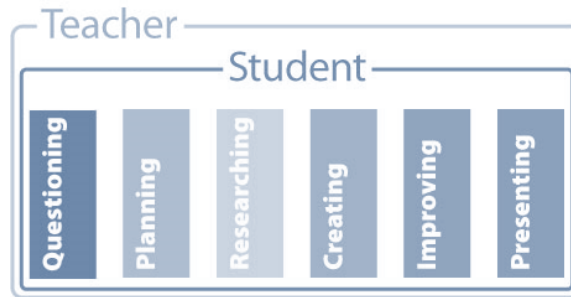 Teacher
Student
Questioning
Planning
Researching
Creating
Improving
Presenting